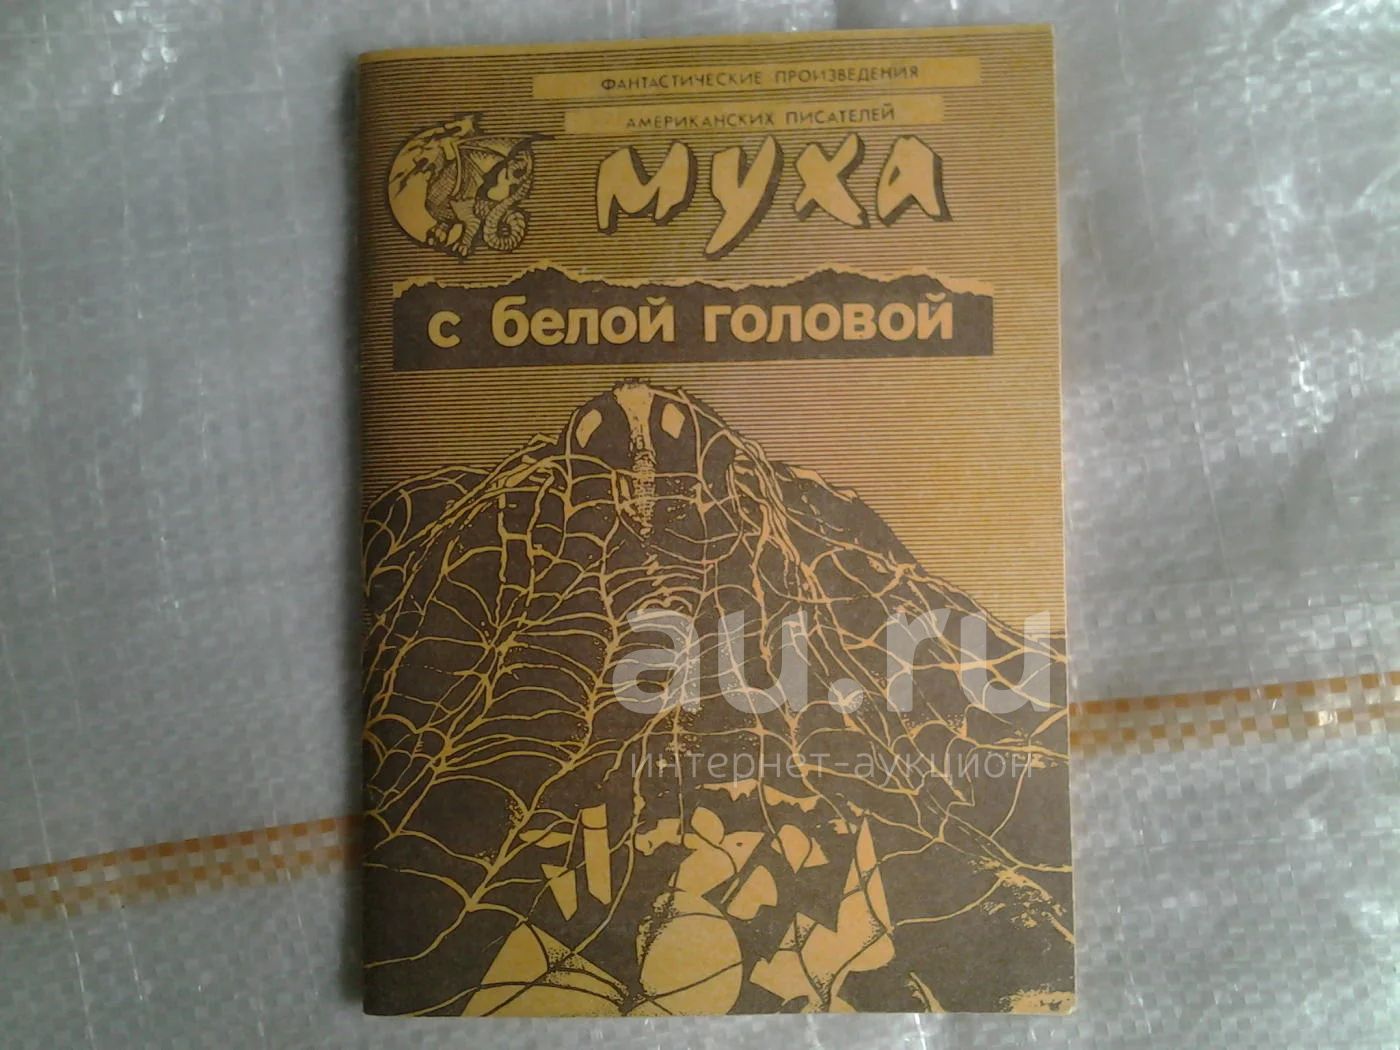 ФАНТАСТИЧЕСКИЕ ПРОИЗВЕДЕНИЯ
АМЕРИКАНСКИХ ПИСАТЕЛЕЙ
МУХА
с белой головой
au.ru
интернет-аукцион